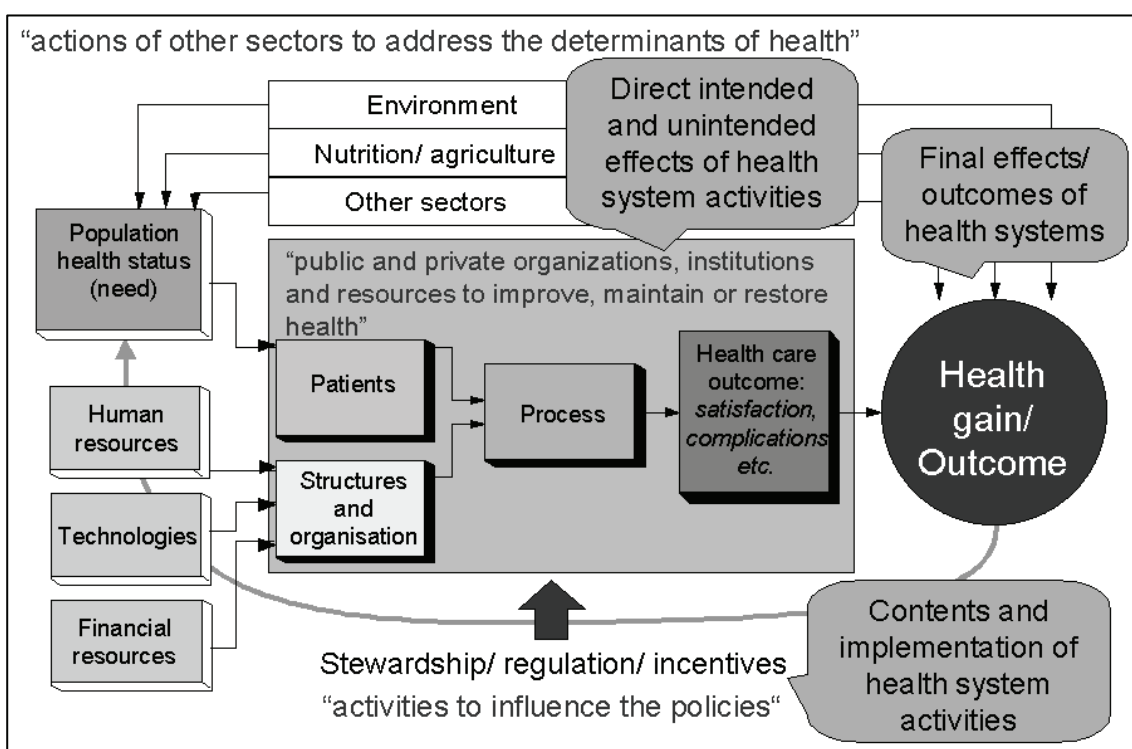 “actions of other sectors to address the determinants of health”
Environment
Nutrition/ agriculture
Other sectors
Direct intended
and unintended
effects of health
system activities
Final effects/
outcomes of
health systems
Population
health status
(need)
“public and private organizations, institutions
and resources to improve, maintain or restore
health”
Patients
Process
Health care
outcome:
satisfaction,
complications
etc.
Health
gain/
Outcome
Human
resources
Technologies
Financial
resources
Structures
and
organisation
Stewardship/ regulation/ incentives
“activities to influence the policies“
Contents and
implementation of
health system
activities